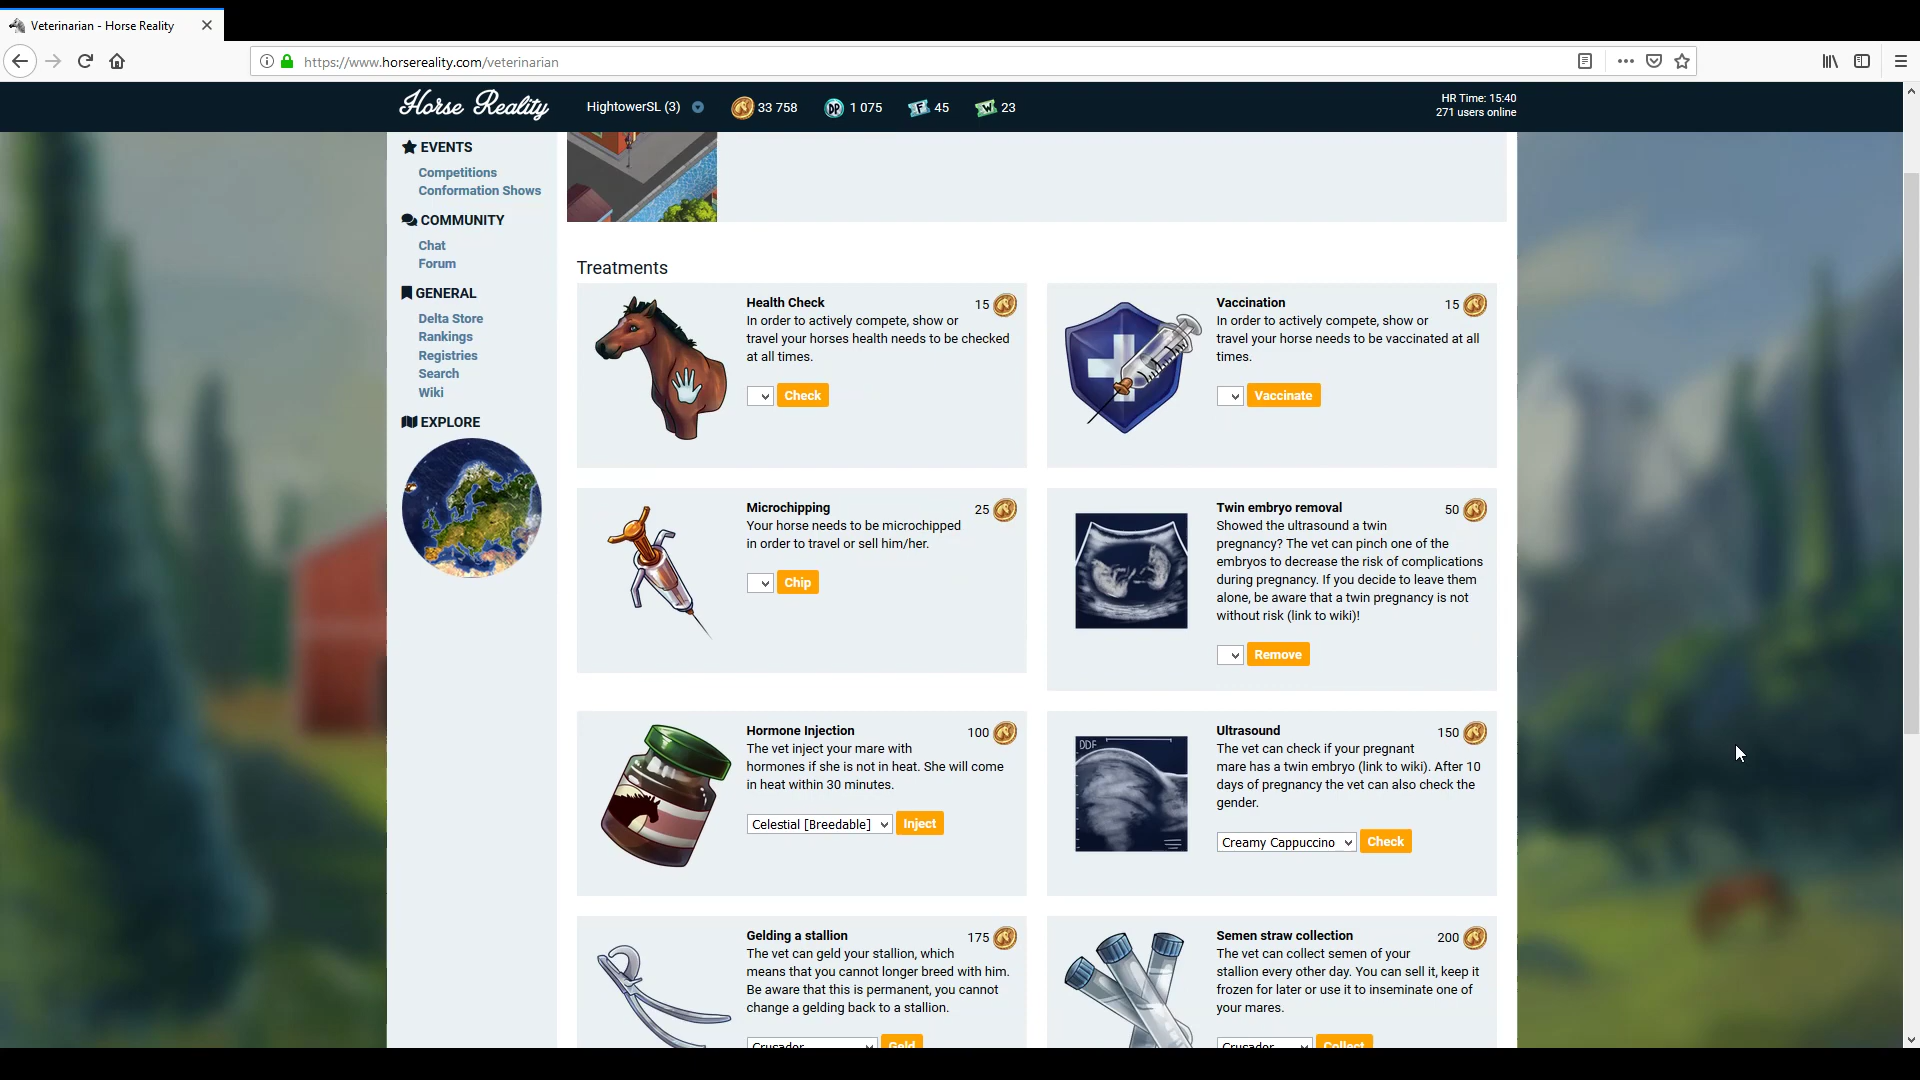 Veterinarian - Horse Reality
https://www.horsereality.com/veterinarian
Horse Reality
HightowerSL (3)
33 758
DP
1 075
F
45
W
23
HR Time: 15:40
271 users online
EVENTS
Competitions
Conformation Shows
COMMUNITY
Chat
Forum
GENERAL
Delta Store
Rankings
Registries
Search
Wiki
EXPLORE
Treatments
Health Check
15
In order to actively compete, show or
travel your horses health needs to be checked
at all times.
Check
Vaccination
15
In order to actively compete, show or
travel your horse needs to be vaccinated at all
times.
Vaccinate
Microchipping
25
Your horse needs to be microchipped
in order to travel or sell him/her.
Chip
Twin embryo removal
50
Showed the ultrasound a twin
pregnancy? The vet can pinch one of the
embryos to decrease the risk of complications
during pregnancy. If you decide to leave them
alone, be aware that a twin pregnancy is not
without risk (link to wiki)!
Remove
Hormone Injection
100
The vet inject your mare with
hormones if she is not in heat. She will come
in heat within 30 minutes.
Celestial [Breedable]
Inject
DDF
Ultrasound
150
The vet can check if your pregnant
mare has a twin embryo (link to wiki). After 10
days of pregnancy the vet can also check the
gender.
Creamy Cappuccino
Check
Gelding a stallion
175
The vet can geld your stallion, which
means that you cannot longer breed with him.
Be aware that this is permanent, you cannot
change a gelding back to a stallion.
Crusader
Geld
Semen straw collection
200
The vet can collect semen of your
stallion every other day. You can sell it, keep it
frozen for later or use it to inseminate one of
your mares.
Crusader
Collect